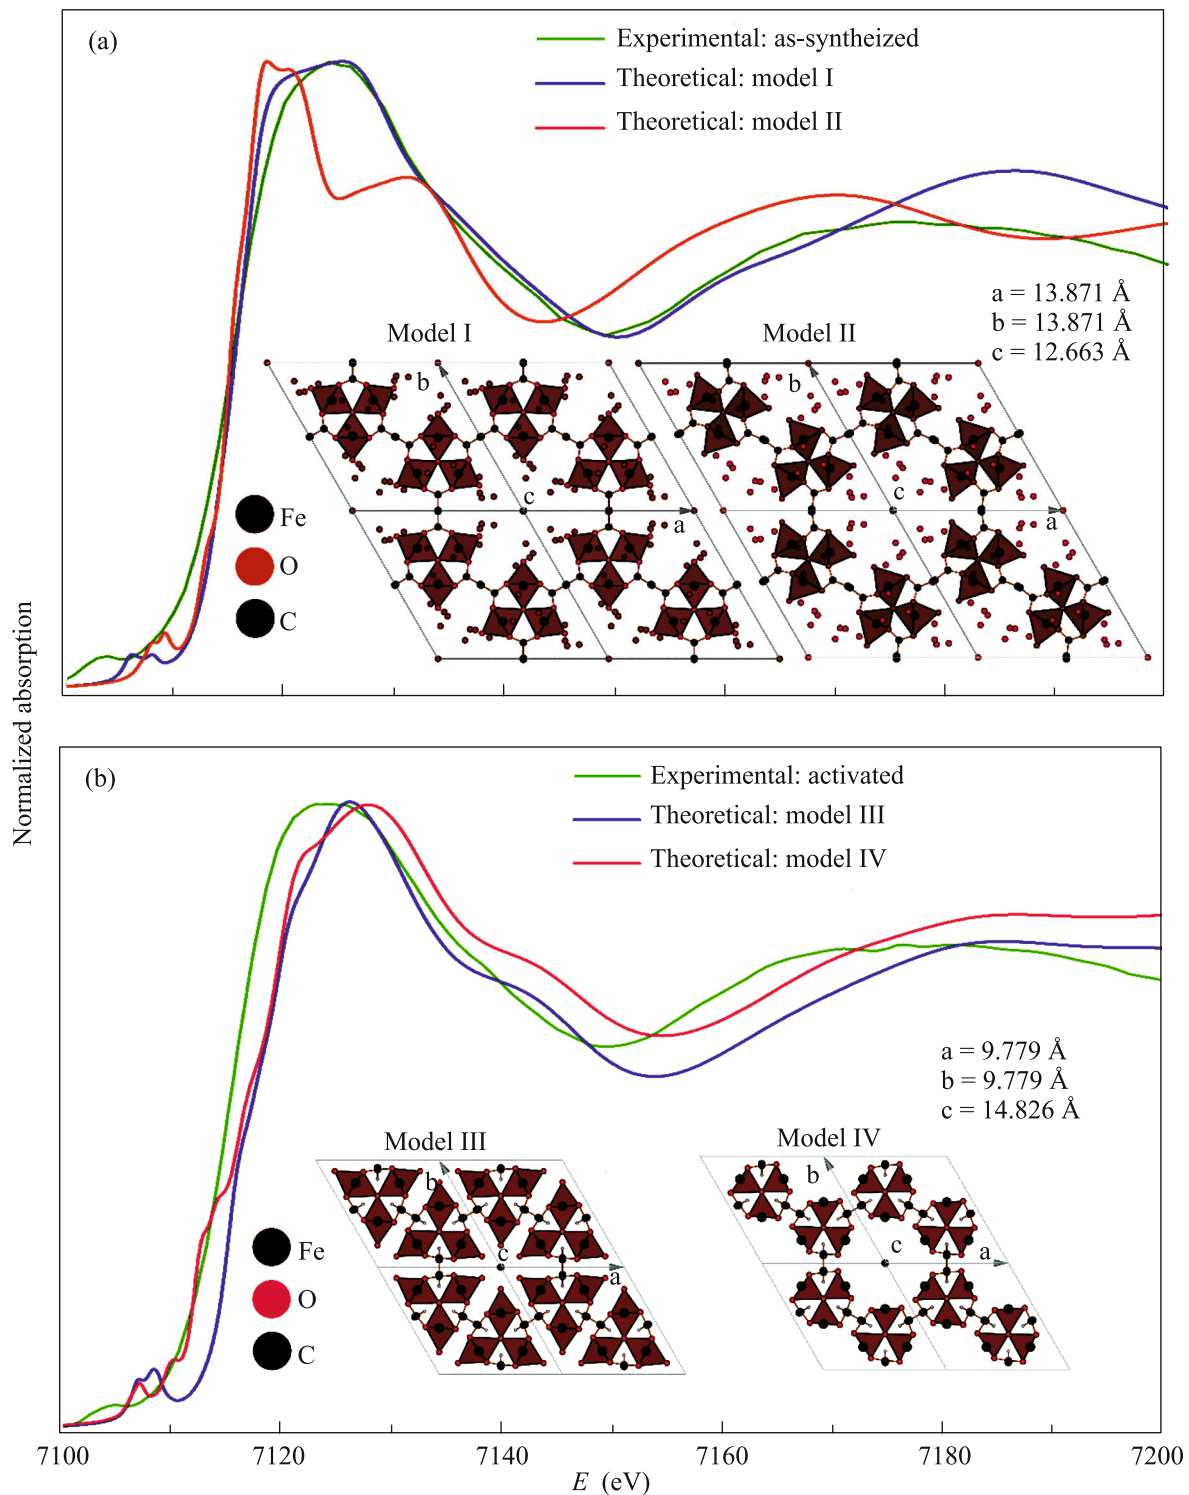 (a)
Experimental: as-syntheized
Theoretical: model I
Theoretical: model II
a = 13.871 Å
b = 13.871 Å
c = 12.663 Å
Model I
Model II
b
b
c
c
a
a
Fe
O
C
Normalized absorption
(b)
Experimental: activated
Theoretical: model III
Theoretical: model IV
a = 9.779 Å
b = 9.779 Å
c = 14.826 Å
Model III
Model IV
b
b
c
c
a
a
Fe
O
C
7100
7120
7140
7160
7180
7200
E (eV)